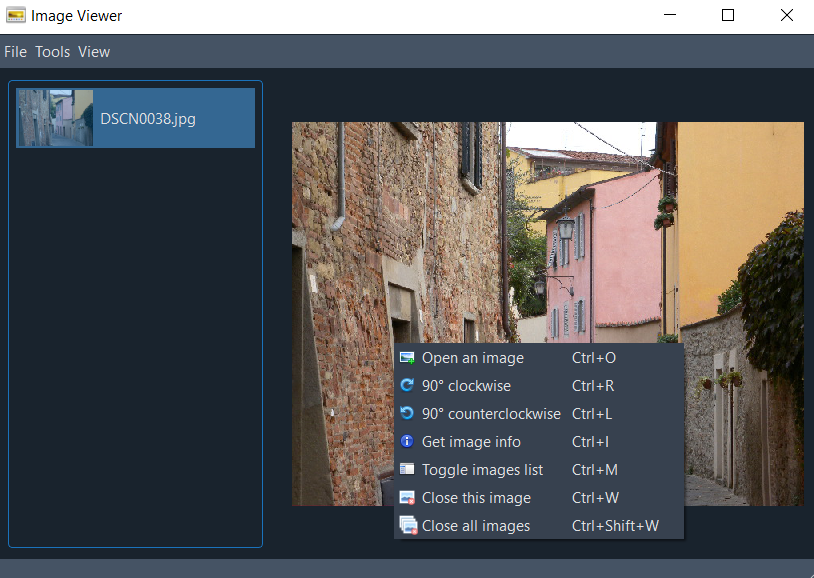 Image Viewer
File Tools View
DSCN0038.jpg
Open an image Ctrl+O
90° clockwise Ctrl+R
90° counterclockwise Ctrl+L
Get image info Ctrl+I
Toggle images list Ctrl+M
Close this image Ctrl+W
Close all images Ctrl+Shift+W